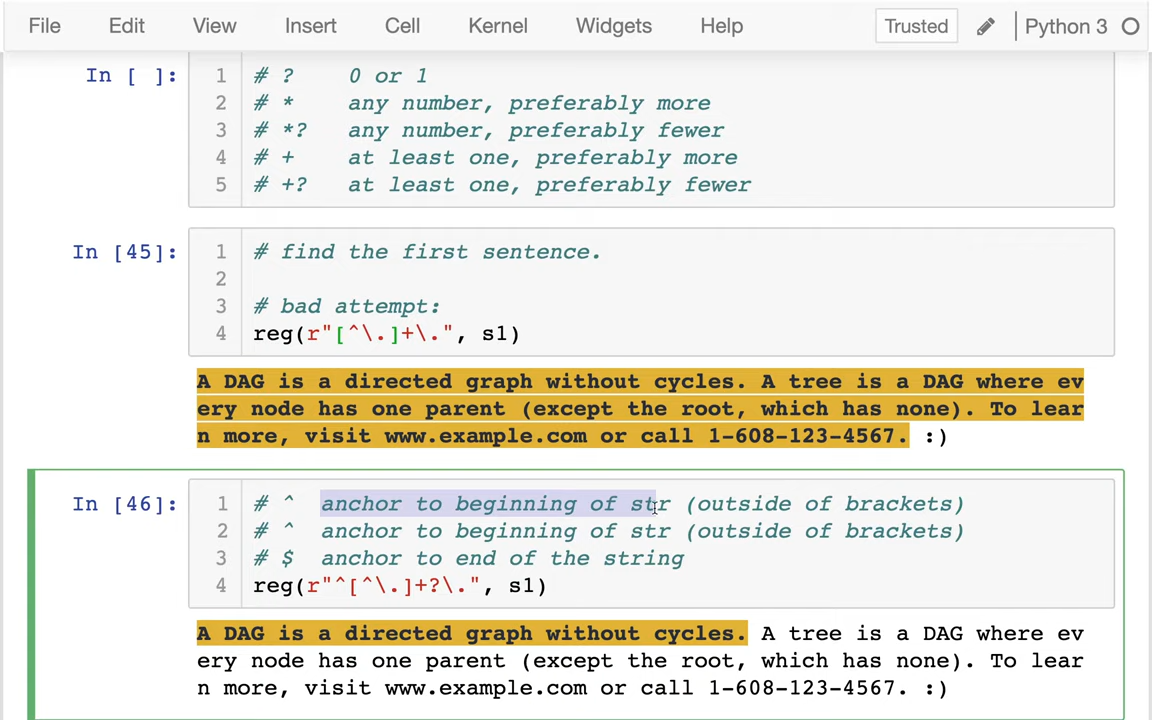 File Edit View Insert Cell Kernel Widgets Help Trusted Python 3
In [ ]:
1 # ? 0 or 1
2 # * any number, preferably more
3 # *? any number, preferably fewer
4 # + at least one, preferably more
5 # +? at least one, preferably fewer
In [45]:
1 # find the first sentence.
2
3 # bad attempt:
4 reg(r"[^\.]+\.", s1)
A DAG is a directed graph without cycles. A tree is a DAG where ev
ery node has one parent (except the root, which has none). To lear
n more, visit www.example.com or call 1-608-123-4567. :)
In [46]:
1 # ^ anchor to beginning of str (outside of brackets)
2 # ^ anchor to beginning of str (outside of brackets)
3 # $ anchor to end of the string
4 reg(r"^[^\.]+?\.", s1)
A DAG is a directed graph without cycles. A tree is a DAG where ev
ery node has one parent (except the root, which has none). To lear
n more, visit www.example.com or call 1-608-123-4567. :)